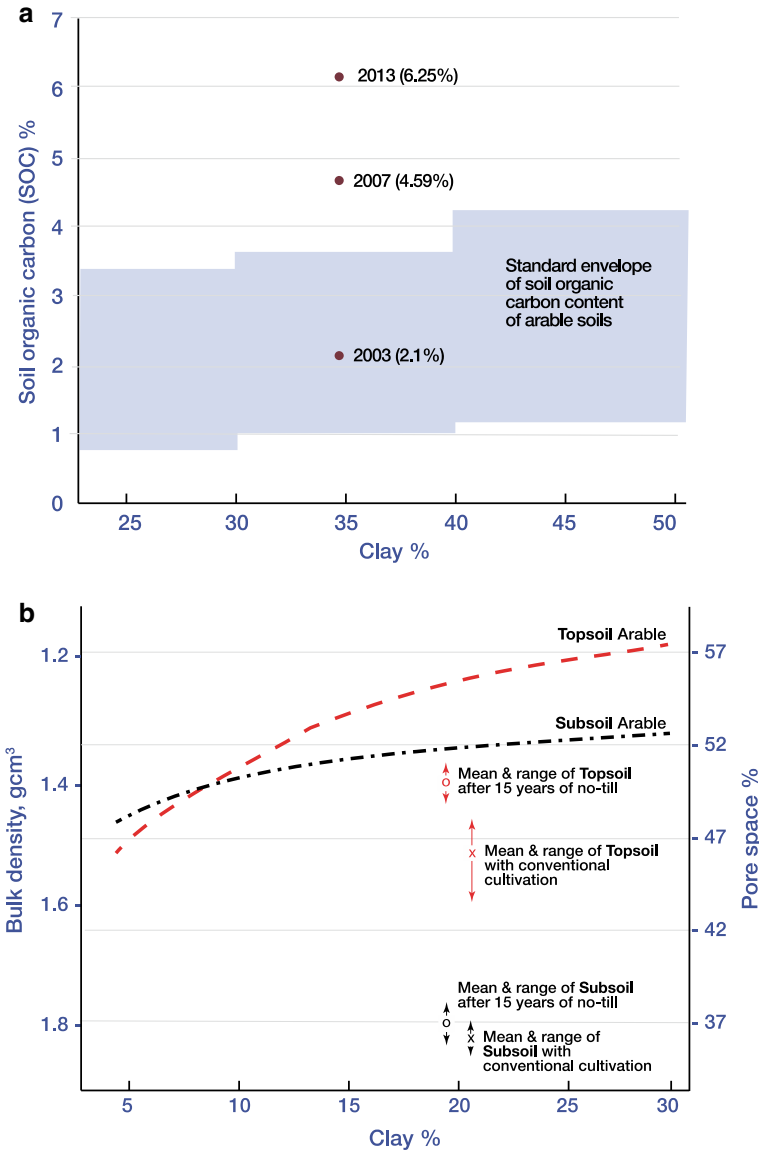 a
7
6
5
4
3
2
1
0
Soil organic carbon (SOC) %
2013 (6.25%)
2007 (4.59%)
2003 (2.1%)
Standard envelope
of soil organic
carbon content
of arable soils
25 30 35 40 45 50
Clay %
b
1.2
1.4
1.6
1.8
Bulk density, gcm³
57
52
47
42
37
Pore space %
Topsoil Arable
Subsoil Arable
o
Mean & range of Topsoil
after 15 years of no-till
x
Mean & range of Topsoil
with conventional
cultivation
Mean & range of Subsoil
after 15 years of no-till
o
x
Mean & range of
Subsoil with
conventional cultivation
5 10 15 20 25 30
Clay %